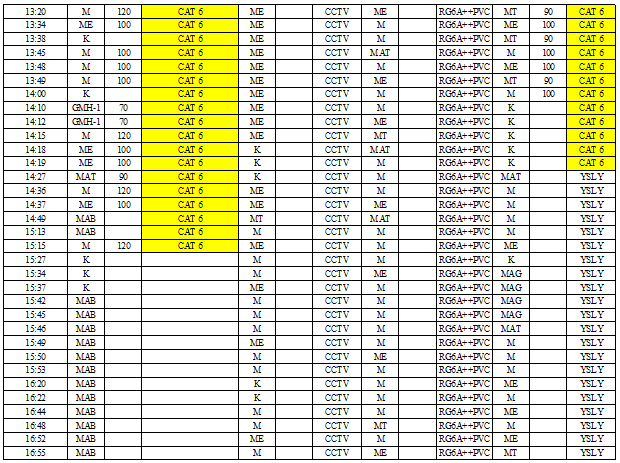 13:20 M 120 CAT 6 ME CCTV ME RG6A++PVC MT 90 CAT 6
13:34 ME 100 CAT 6 ME CCTV M RG6A++PVC ME 100 CAT 6
13:38 K CAT 6 ME CCTV M RG6A++PVC MT 90 CAT 6
13:45 M 100 CAT 6 ME CCTV MAT RG6A++PVC M 100 CAT 6
13:48 M 100 CAT 6 ME CCTV M RG6A++PVC ME 100 CAT 6
13:49 M 100 CAT 6 ME CCTV ME RG6A++PVC MT 90 CAT 6
14:00 K CAT 6 ME CCTV M RG6A++PVC M 100 CAT 6
14:10 GMH-1 70 CAT 6 ME CCTV M RG6A++PVC K CAT 6
14:12 GMH-1 70 CAT 6 ME CCTV ME RG6A++PVC K CAT 6
14:15 M 120 CAT 6 ME CCTV MT RG6A++PVC K CAT 6
14:18 ME 100 CAT 6 K CCTV MAT RG6A++PVC K CAT 6
14:19 ME 100 CAT 6 K CCTV M RG6A++PVC K CAT 6
14:27 MAT 90 CAT 6 K CCTV M RG6A++PVC MAT YSLY
14:36 M 120 CAT 6 ME CCTV M RG6A++PVC M YSLY
14:37 ME 100 CAT 6 ME CCTV ME RG6A++PVC M YSLY
14:49 MAB CAT 6 MT CCTV MAT RG6A++PVC M YSLY
15:13 MAB CAT 6 M CCTV M RG6A++PVC M YSLY
15:15 M 120 CAT 6 ME CCTV M RG6A++PVC ME YSLY
15:27 K M CCTV M RG6A++PVC K YSLY
15:34 K M CCTV ME RG6A++PVC MAG YSLY
15:37 K ME CCTV M RG6A++PVC MAG YSLY
15:42 MAB M CCTV M RG6A++PVC MAG YSLY
15:45 MAB M CCTV M RG6A++PVC MAG YSLY
15:46 MAB M CCTV M RG6A++PVC MAT YSLY
15:49 MAB ME CCTV M RG6A++PVC M YSLY
15:50 MAB M CCTV ME RG6A++PVC M YSLY
15:53 MAB M CCTV M RG6A++PVC M YSLY
16:20 MAB K CCTV M RG6A++PVC ME YSLY
16:22 MAB K CCTV M RG6A++PVC M YSLY
16:44 MAB M CCTV M RG6A++PVC ME YSLY
16:48 MAB M CCTV MT RG6A++PVC M YSLY
16:52 MAB ME CCTV M RG6A++PVC ME YSLY
16:55 MAB M CCTV ME RG6A++PVC MT YSLY